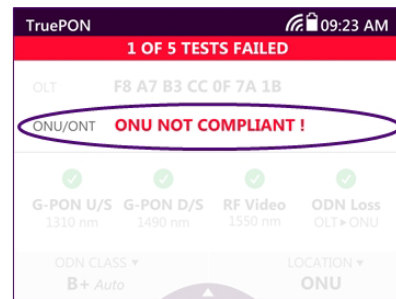 TruePON 09:23 AM
1 OF 5 TESTS FAILED
OLT F8 A7 B3 CC 0F 7A 1B
ONU/ONT ONU NOT COMPLIANT !
G-PON U/S G-PON D/S RF Video ODN Loss
1310 nm 1490 nm 1550 nm OLT▸ONU
ODN CLASS ▾ LOCATION ▾
B+ Auto ONU